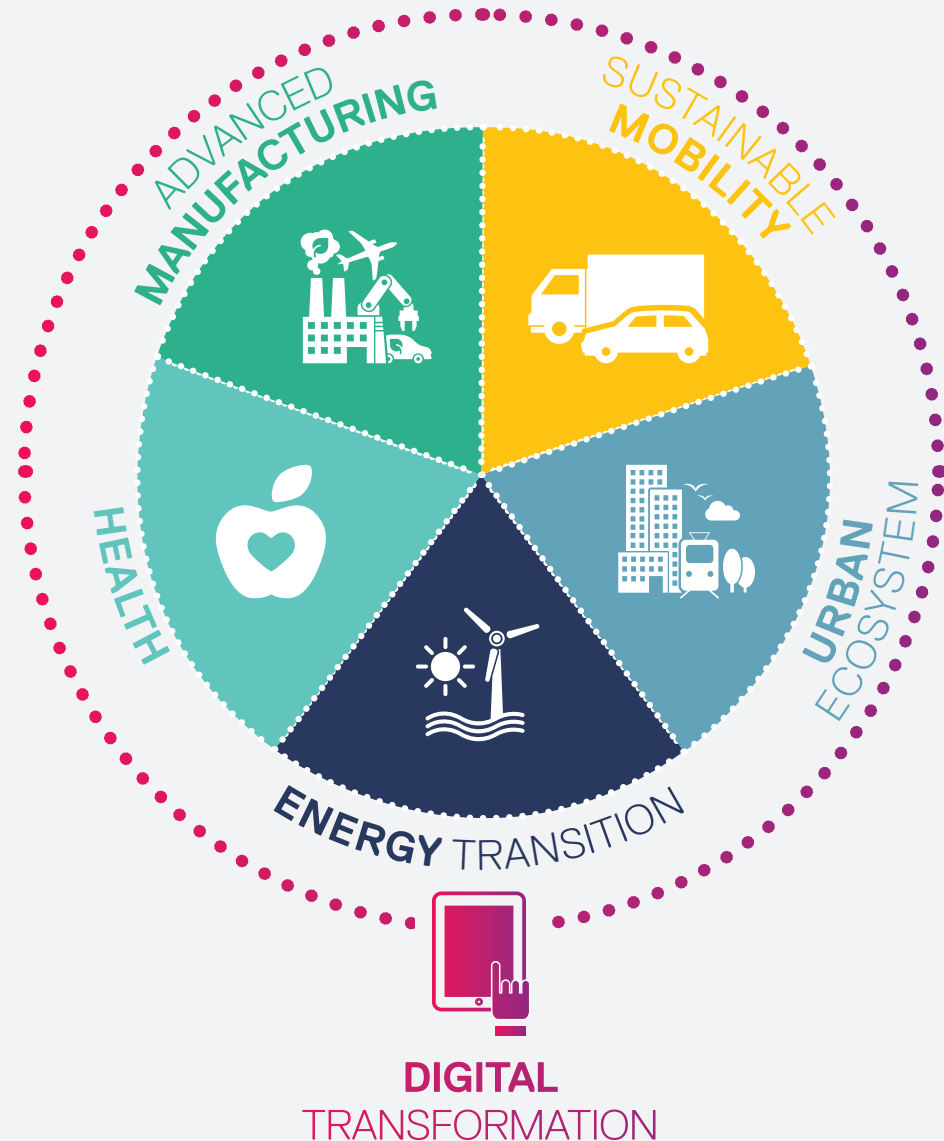 ADVANCED
MANUFACTURING
SUSTAINABLE
MOBILITY
HEALTH
URBAN
ECOSYSTEM
ENERGY TRANSITION
DIGITAL
TRANSFORMATION